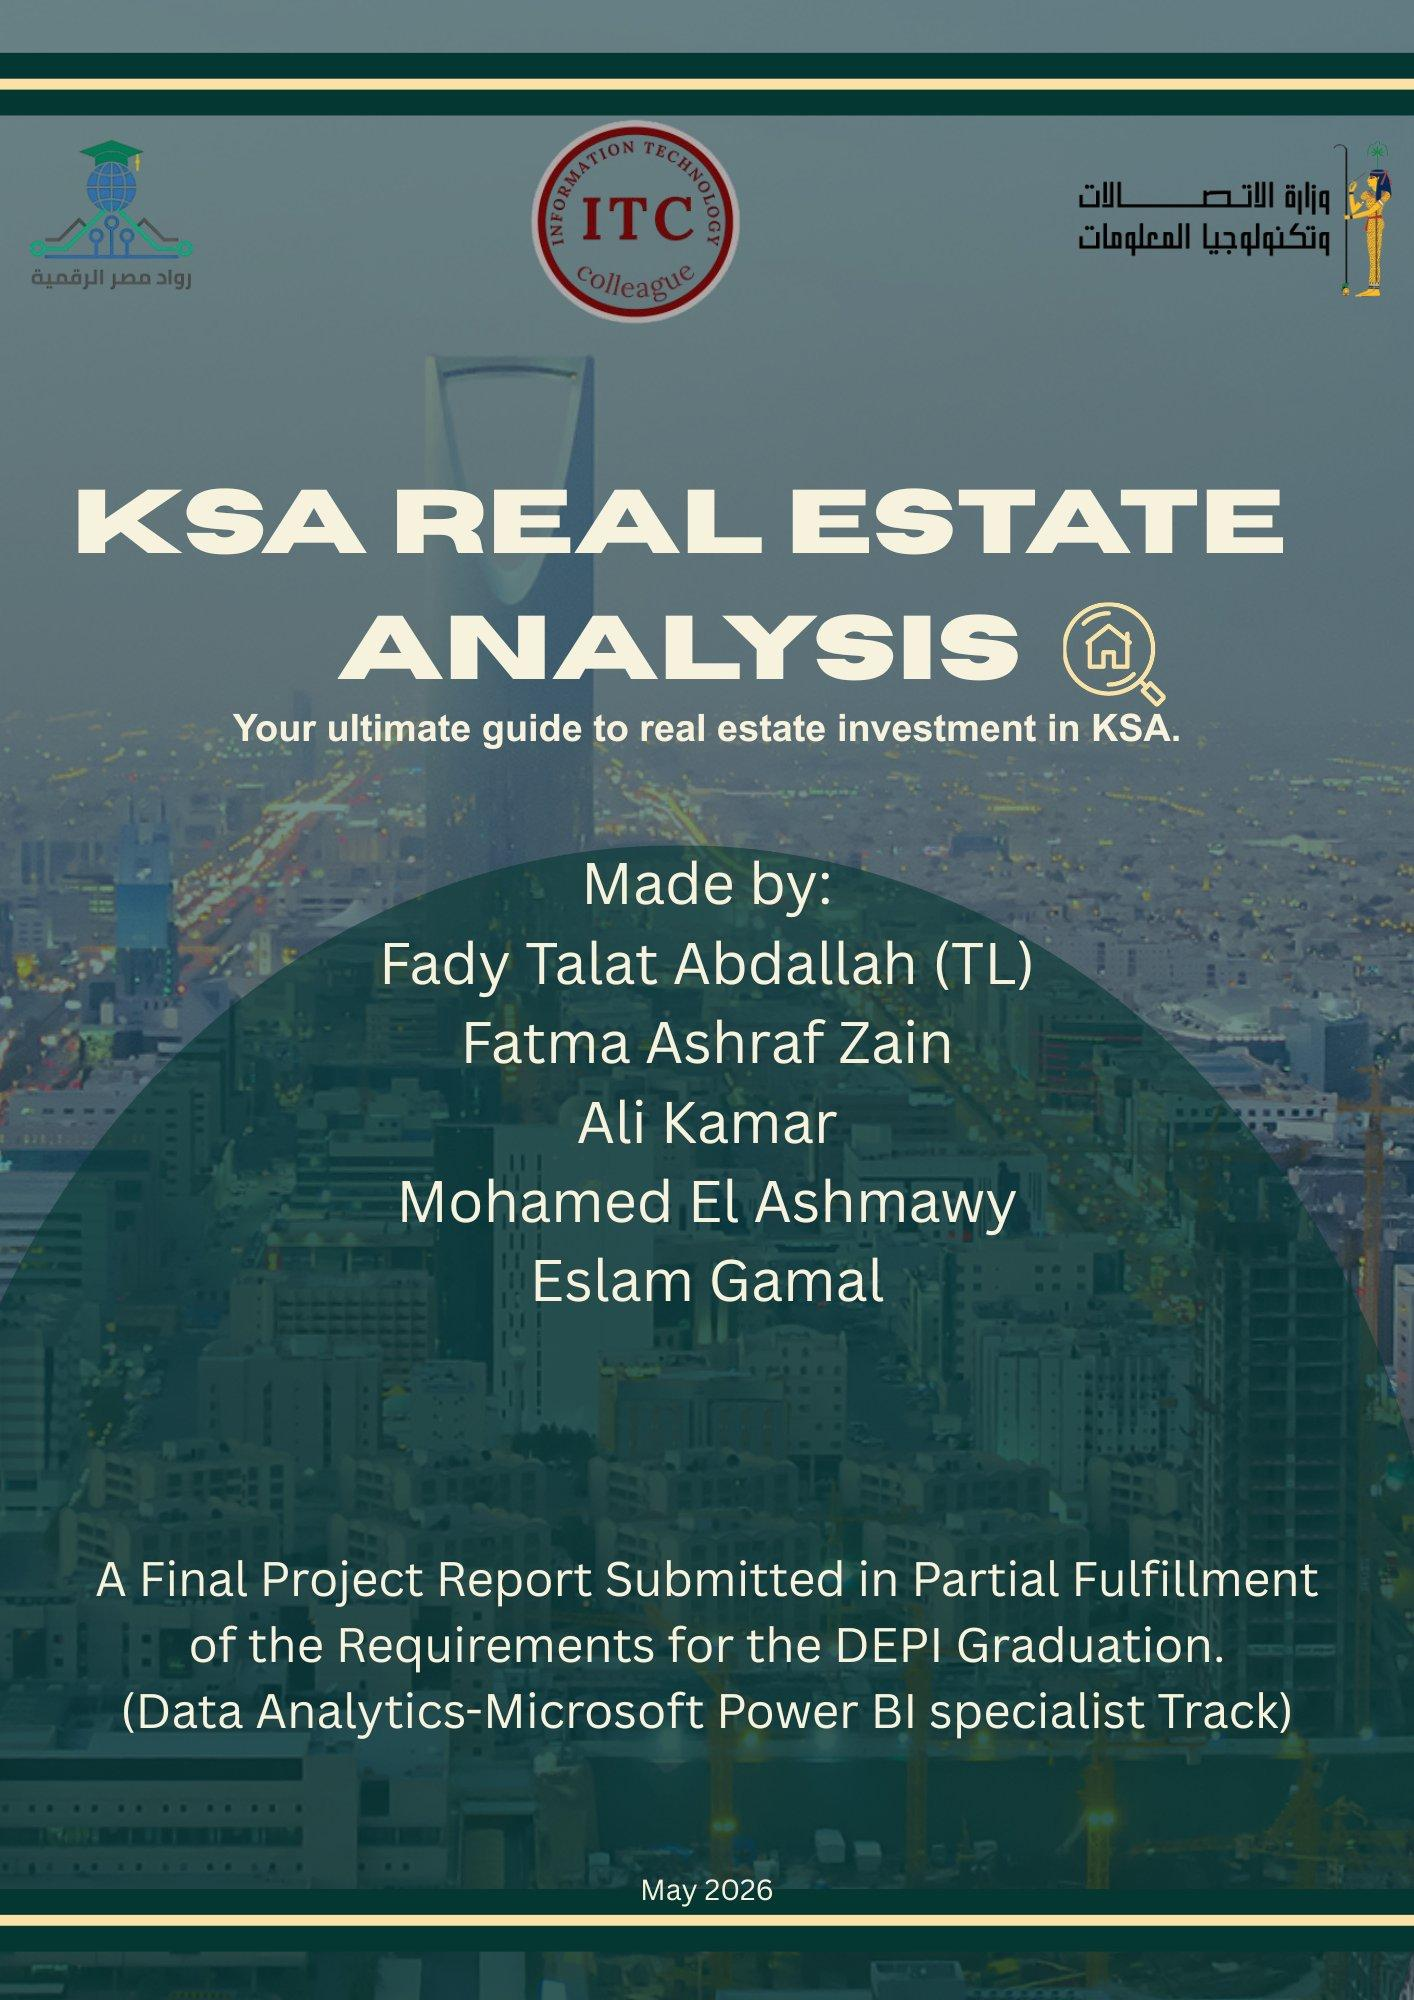 رواد مصر الرقمية
INFORMATION TECHNOLOGY
ITC
colleague
وزارة الاتصالات
وتكنولوجيا المعلومات
KSA REAL ESTATE
ANALYSIS
Your ultimate guide to real estate investment in KSA.
Made by:
Fady Talat Abdallah (TL)
Fatma Ashraf Zain
Ali Kamar
Mohamed El Ashmawy
Eslam Gamal
A Final Project Report Submitted in Partial Fulfillment
of the Requirements for the DEPI Graduation.
(Data Analytics-Microsoft Power BI specialist Track)
May 2026